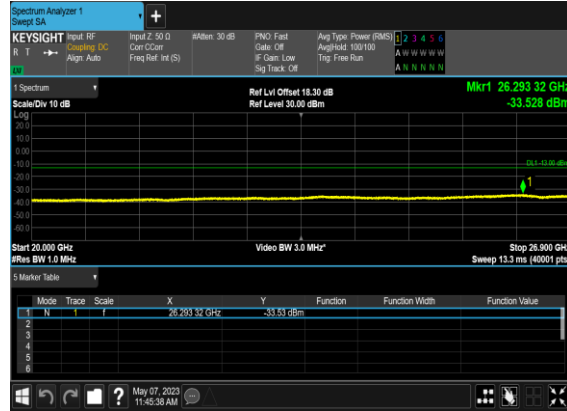 Spectrum Analyzer 1
Swept SA
+
KEYSIGHT Input: RF Input Z: 50 Ω #Atten: 30 dB PNO: Fast Avg Type: Power (RMS) 1 2 3 4 5 6
R T Coupling: DC Corr CCorr Gate: Off Avg|Hold: 100/100 A W W W W W
Align: Auto Freq Ref: Int (S) IF Gain: Low Trig: Free Run
Sig Track: Off A N N N N N
1 Spectrum Ref Lvl Offset 18.30 dB Mkr1 26.293 32 GHz
Scale/Div 10 dB Ref Level 30.00 dBm -33.528 dBm
Log
20.0
10.0
0.00
-10.0
DL1 -13.00 dBm
-20.0
1
-30.0
-40.0
-50.0
-60.0
Start 20.000 GHz Video BW 3.0 MHz* Stop 26.900 GHz
#Res BW 1.0 MHz Sweep 13.3 ms (40001 pts)
5 Marker Table
Mode Trace Scale X Y Function Function Width Function Value
1 N 1 f 26.293 32 GHz -33.53 dBm
2
3
4
5
6
? May 07, 2023
11:45:38 AM